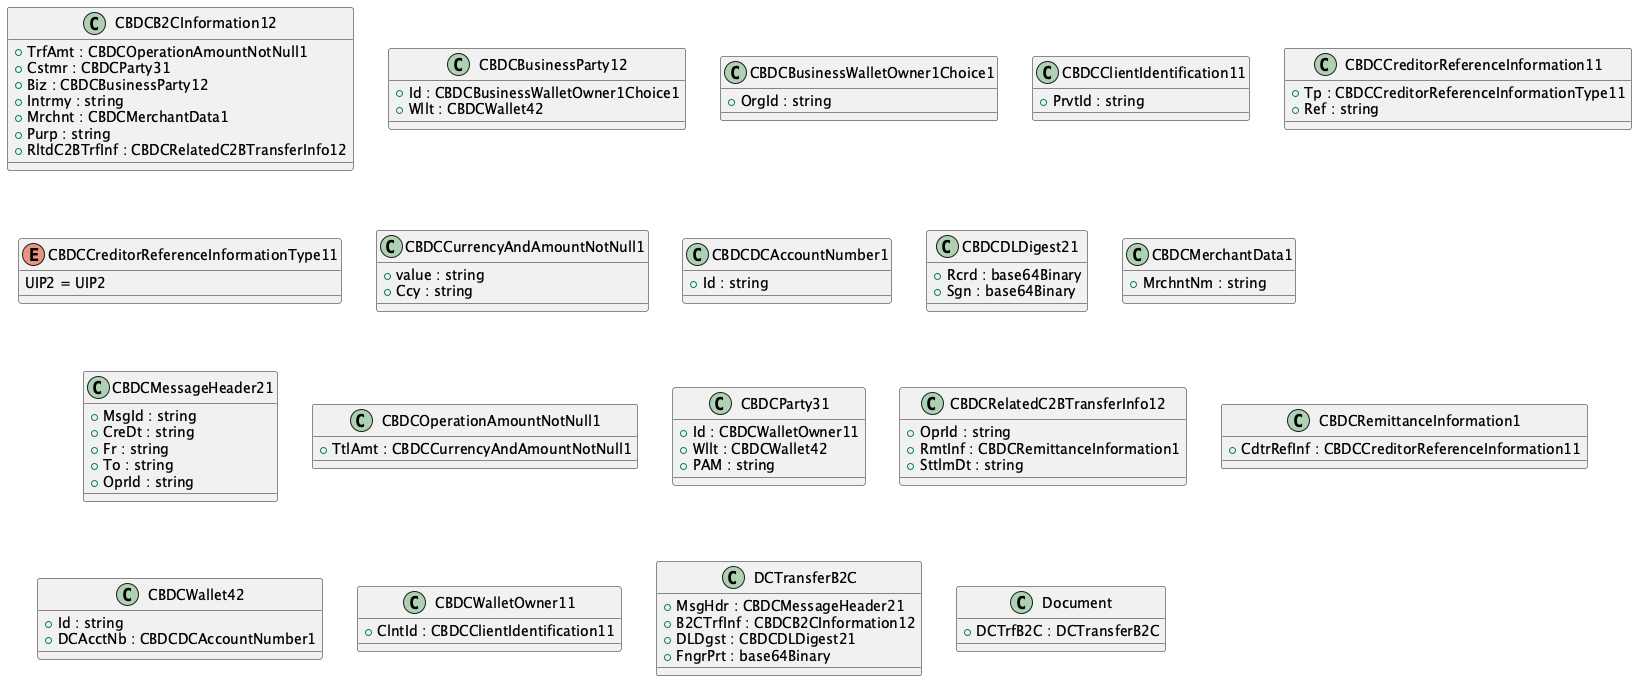 C CBDCB2CInformation12
TrfAmt : CBDCOperationAmountNotNull1
Cstmr : CBDCParty31
Biz : CBDCBusinessParty12
Intrmy : string
Mrchnt : CBDCMerchantData1
Purp : string
RltdC2BTrfInf : CBDCRelatedC2BTransferInfo12
C CBDCBusinessParty12
Id : CBDCBusinessWalletOwner1Choice1
Wllt : CBDCWallet42
C CBDCBusinessWalletOwner1Choice1
OrgId : string
C CBDCClientIdentification11
PrvtId : string
C CBDCCreditorReferenceInformation11
Tp : CBDCCreditorReferenceInformationType11
Ref : string
E CBDCCreditorReferenceInformationType11
UIP2 = UIP2
C CBDCCurrencyAndAmountNotNull1
value : string
Ccy : string
C CBDCDCAccountNumber1
Id : string
C CBDCDLDigest21
Rcrd : base64Binary
Sgn : base64Binary
C CBDCMerchantData1
MrchntNm : string
C CBDCMessageHeader21
MsgId : string
CreDt : string
Fr : string
To : string
OprId : string
C CBDCOperationAmountNotNull1
TtlAmt : CBDCCurrencyAndAmountNotNull1
C CBDCParty31
Id : CBDCWalletOwner11
Wllt : CBDCWallet42
PAM : string
C CBDCRelatedC2BTransferInfo12
OprId : string
RmtInf : CBDCRemittanceInformation1
SttlmDt : string
C CBDCRemittanceInformation1
CdtrRefInf : CBDCCreditorReferenceInformation11
C CBDCWallet42
Id : string
DCAcctNb : CBDCDCAccountNumber1
C CBDCWalletOwner11
ClntId : CBDCClientIdentification11
C DCTransferB2C
MsgHdr : CBDCMessageHeader21
B2CTrfInf : CBDCB2CInformation12
DLDgst : CBDCDLDigest21
FngrPrt : base64Binary
C Document
DCTrfB2C : DCTransferB2C